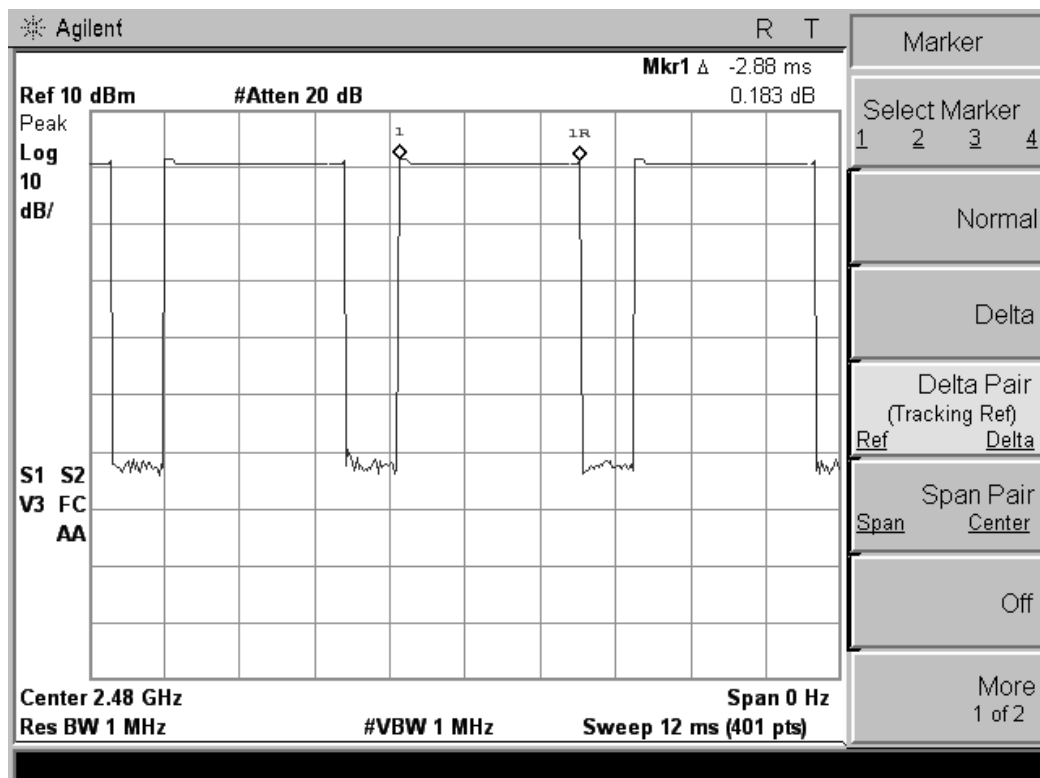 Agilent R T
Mkr1 Δ -2.88 ms
Ref 10 dBm #Atten 20 dB 0.183 dB
Peak
Log
10
dB/
1 1R
S1 S2
V3 FC
AA
Center 2.48 GHz Span 0 Hz
Res BW 1 MHz #VBW 1 MHz Sweep 12 ms (401 pts)
Marker
Select Marker
1 2 3 4
Normal
Delta
Delta Pair
(Tracking Ref)
Ref Delta
Span Pair
Span Center
Off
More
1 of 2